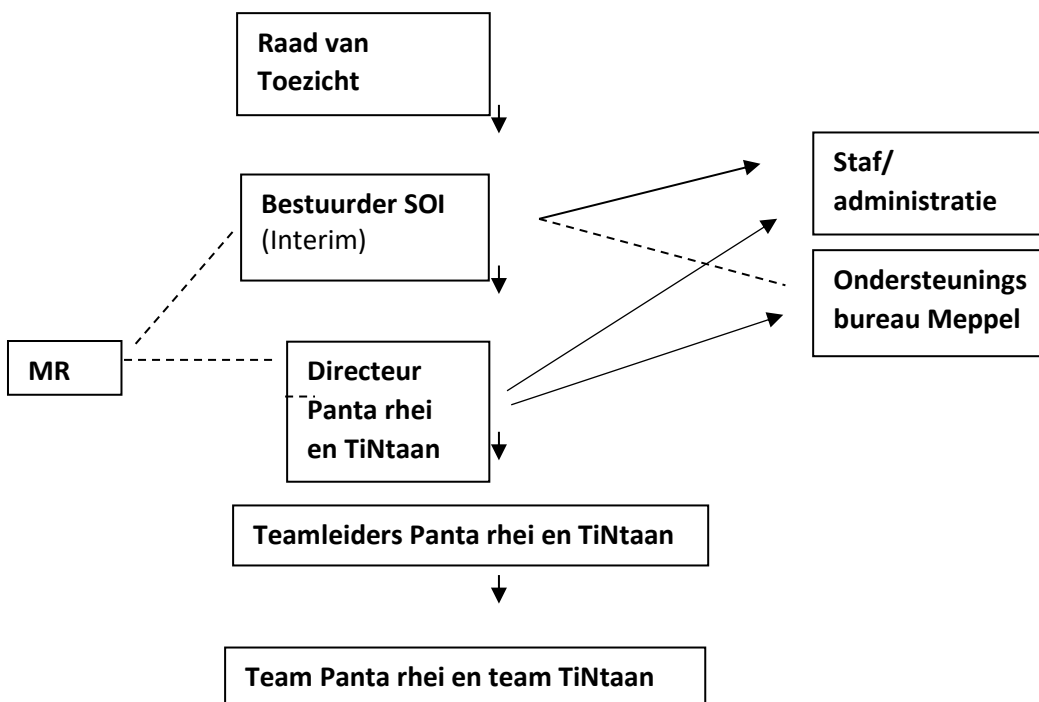 Raad van
Toezicht
Staf/
administratie
Bestuurder SOI
(Interim)
Ondersteunings
bureau Meppel
MR
Directeur
Panta rhei
en TiNtaan
Teamleiders Panta rhei en TiNtaan
Team Panta rhei en team TiNtaan